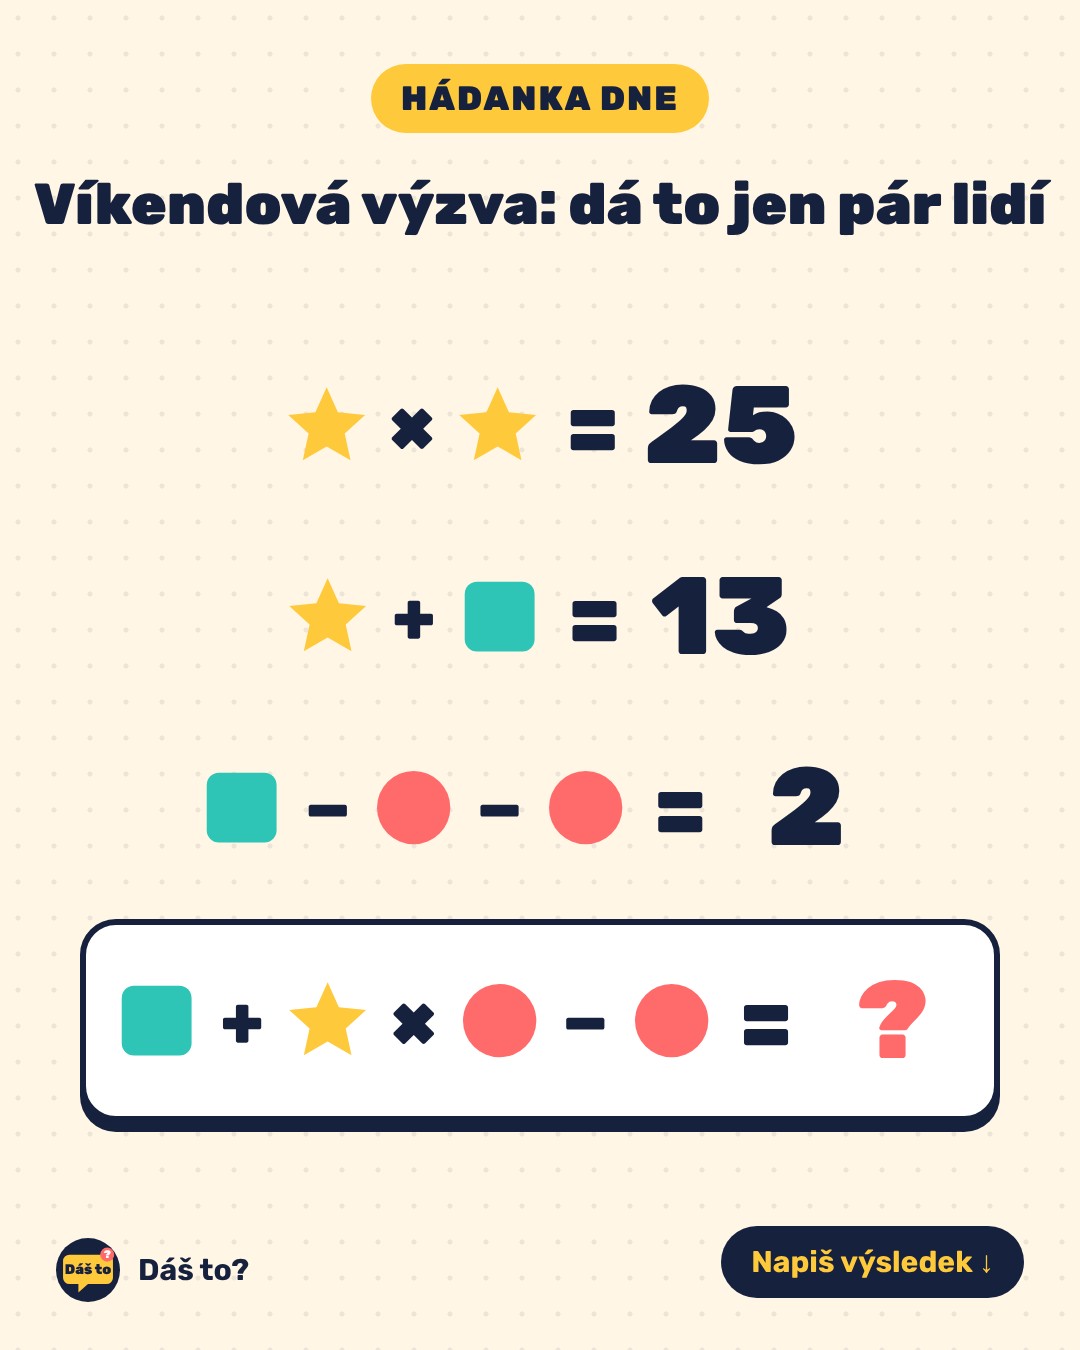 HÁDANKA DNE
Víkendová výzva: dá to jen pár lidí
× = 25
+ = 13
− − = 2
+ × − = ?
Dáš to ?
Dáš to?
Napiš výsledek ↓